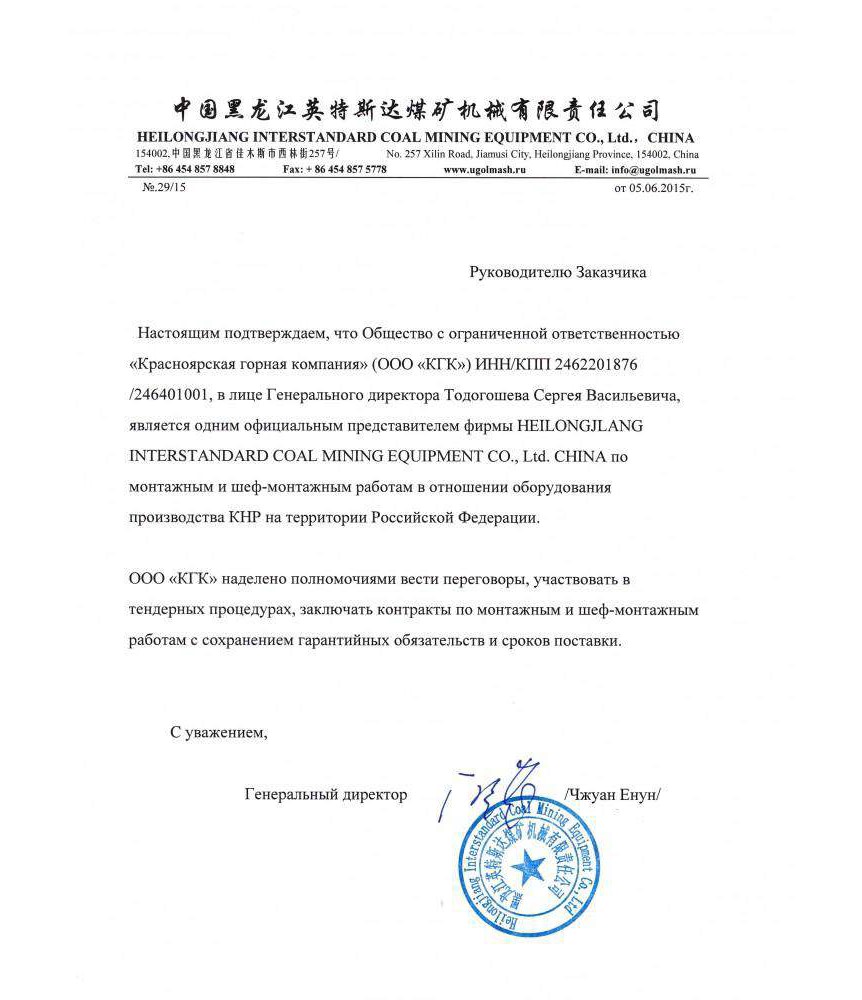 中国黑龙江英特斯达煤矿机械有限责任公司
HEILONGJIANG INTERSTANDARD COAL MINING EQUIPMENT CO., Ltd., CHINA
154002,中国黑龙江省佳木斯市西林街257号/ No. 257 Xilin Road, Jiamusi City, Heilongjiang Province, 154002, China
Tel: +86 454 857 8848 Fax: + 86 454 857 5778 www.ugolmash.ru E-mail: info@ugolmash.ru
№.29/15 от 05.06.2015г.
Руководителю Заказчика
Настоящим подтверждаем, что Общество с ограниченной ответственностью
«Красноярская горная компания» (ООО «КГК») ИНН/КПП 2462201876
/246401001, в лице Генерального директора Тодогошева Сергея Васильевича,
является одним официальным представителем фирмы HEILONGJLANG
INTERSTANDARD COAL MINING EQUIPMENT CO., Ltd. CHINA по
монтажным и шеф-монтажным работам в отношении оборудования
производства КНР на территории Российской Федерации.
ООО «КГК» наделено полномочиями вести переговоры, участвовать в
тендерных процедурах, заключать контракты по монтажным и шеф-монтажным
работам с сохранением гарантийных обязательств и сроков поставки.
С уважением,
Генеральный директор /Чжуан Енун/
Heilongjiang Interstandard Coal Mining Equipment Co.,Ltd
黑龙江英特斯达煤矿机械有限责任公司